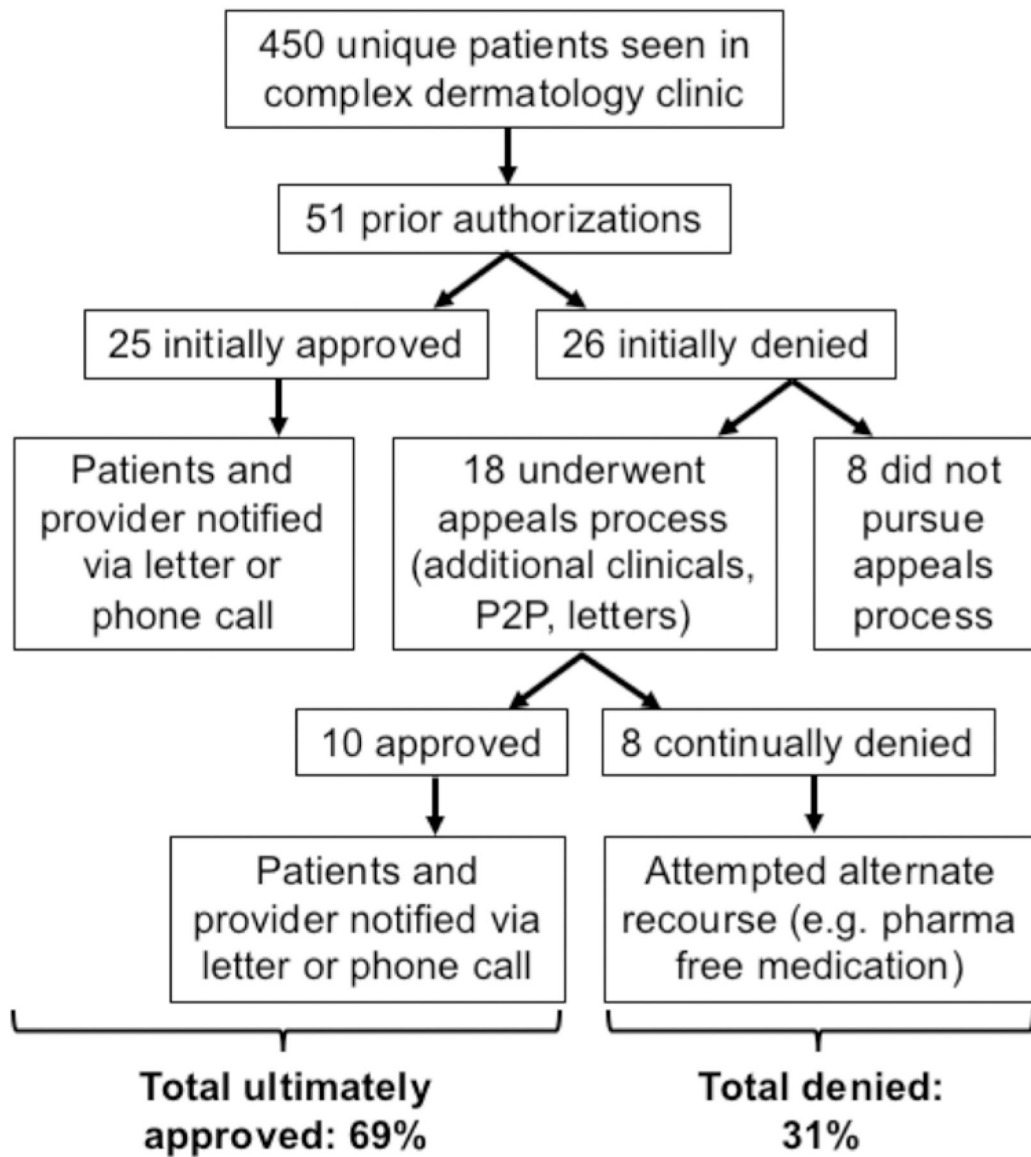 450 unique patients seen in
complex dermatology clinic
51 prior authorizations
25 initially approved
26 initially denied
Patients and
provider notified
via letter or
phone call
18 underwent
appeals process
(additional clinicals,
P2P, letters)
8 did not
pursue
appeals
process
10 approved
8 continually denied
Patients and
provider notified via
letter or phone call
Attempted alternate
recourse (e.g. pharma
free medication)
Total ultimately
approved: 69%
Total denied:
31%